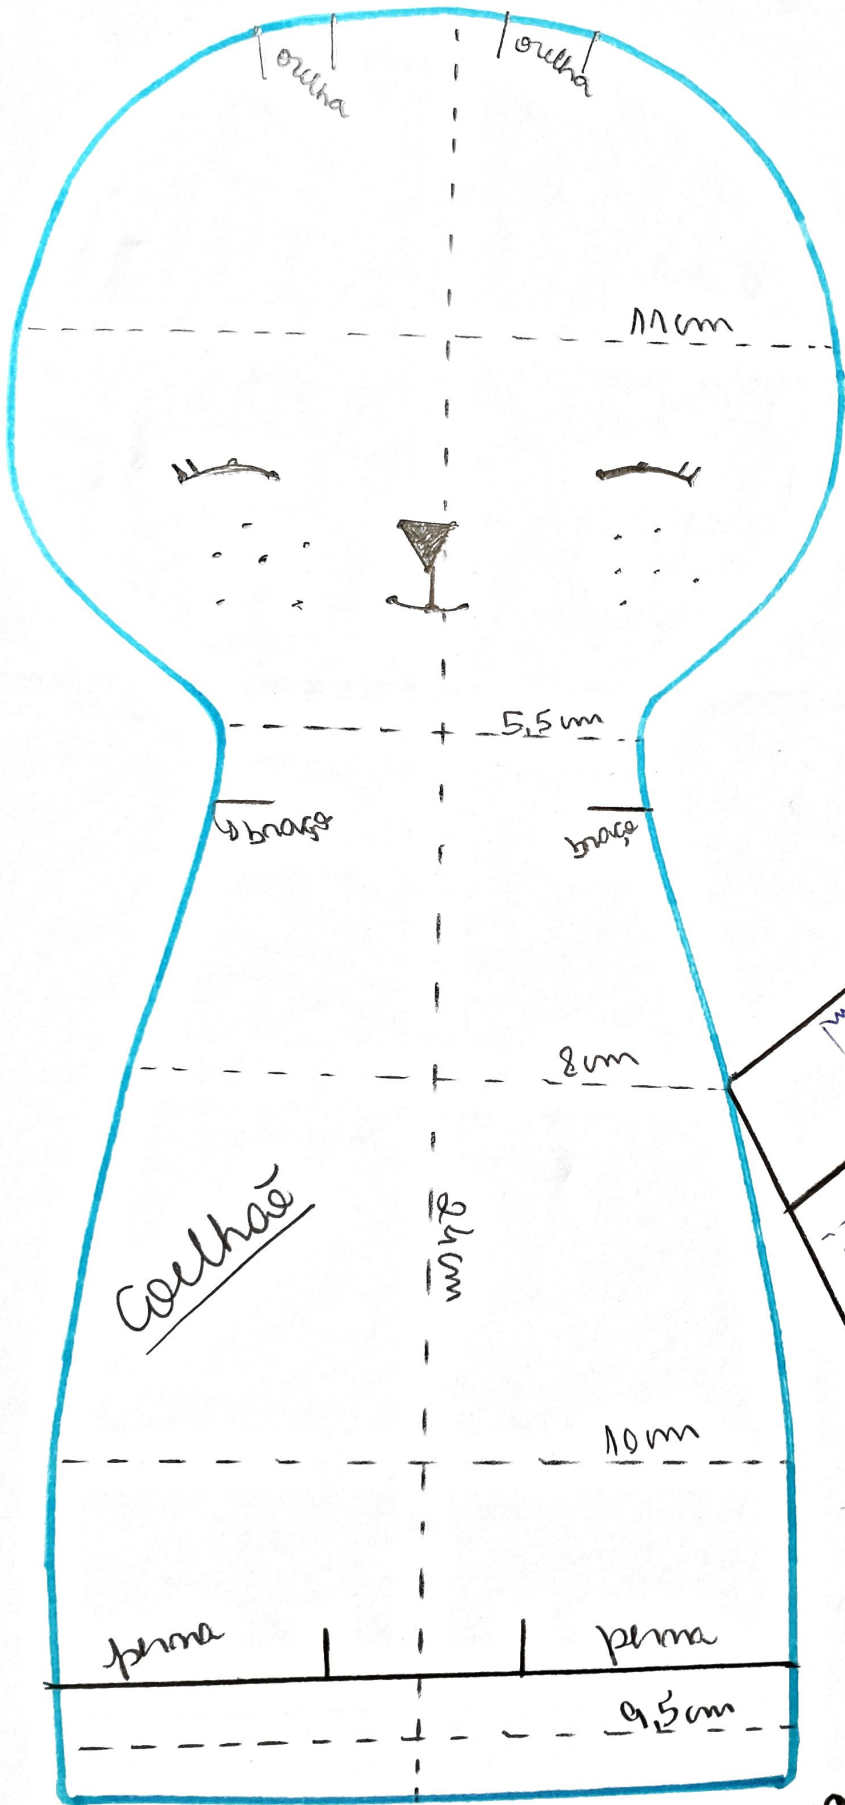 orelha
orelha
11cm
5,5cm
braço
braço
8cm
Coelhão
24cm
10cm
perna
perna
9,5cm